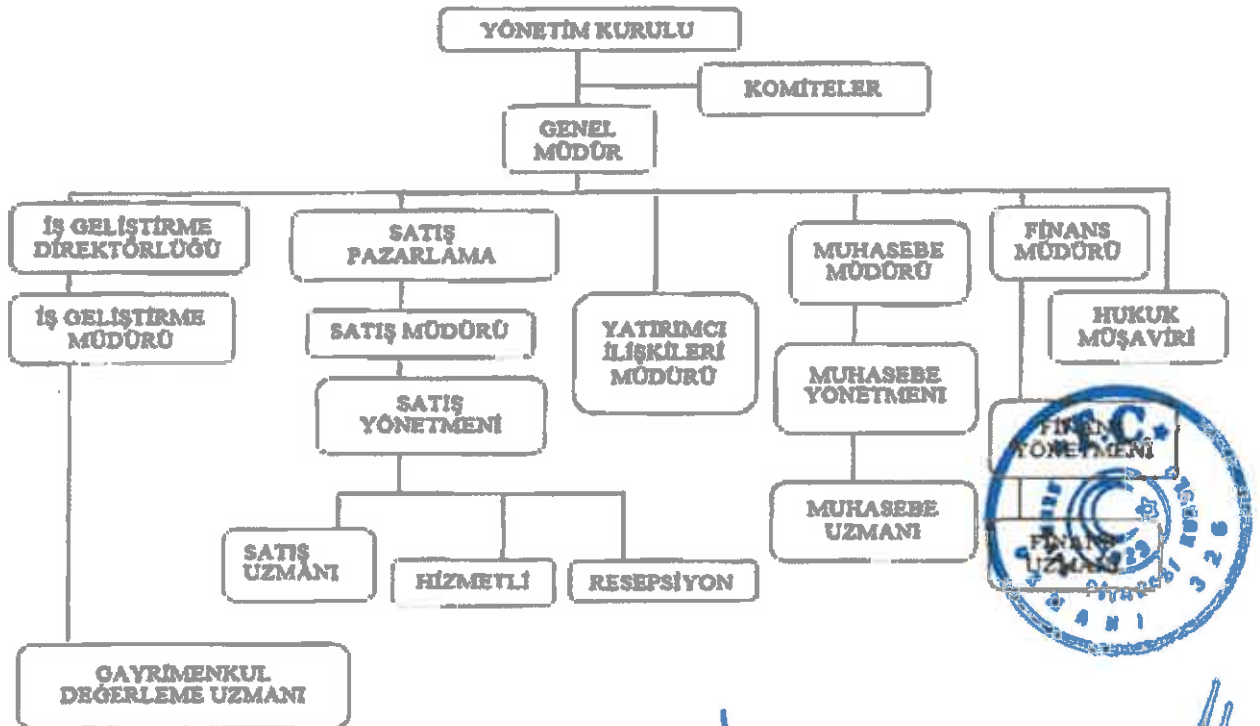 YÖNETİM KURULU
KOMİTELER
GENEL
MÜDÜR
İŞ GELİŞTİRME
DİREKTÖRLÜĞÜ
SATIŞ
PAZARLAMA
MUHASEBE
MÜDÜRÜ
FİNANS
MÜDÜRÜ
İŞ GELİŞTİRME
MÜDÜRÜ
SATIŞ MÜDÜRÜ
YATIRIMCI
İLİŞKİLERİ
MÜDÜRÜ
HUKUK
MÜŞAVİRİ
SATIŞ
YÖNETMENİ
MUHASEBE
YÖNETMENİ
FİNANS
YÖNETMENİ
T.C.
SATIŞ
UZMANI
HİZMETLİ
RESEPSİYON
MUHASEBE
UZMANI
FİNANS
UZMANI
326
GAYRİMENKUL
DEĞERLEME UZMANI